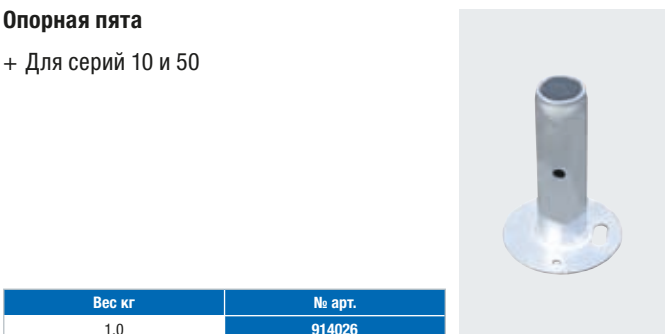 Опорная пята
+ Для серий 10 и 50
Вес кг № арт.
1,0 914026